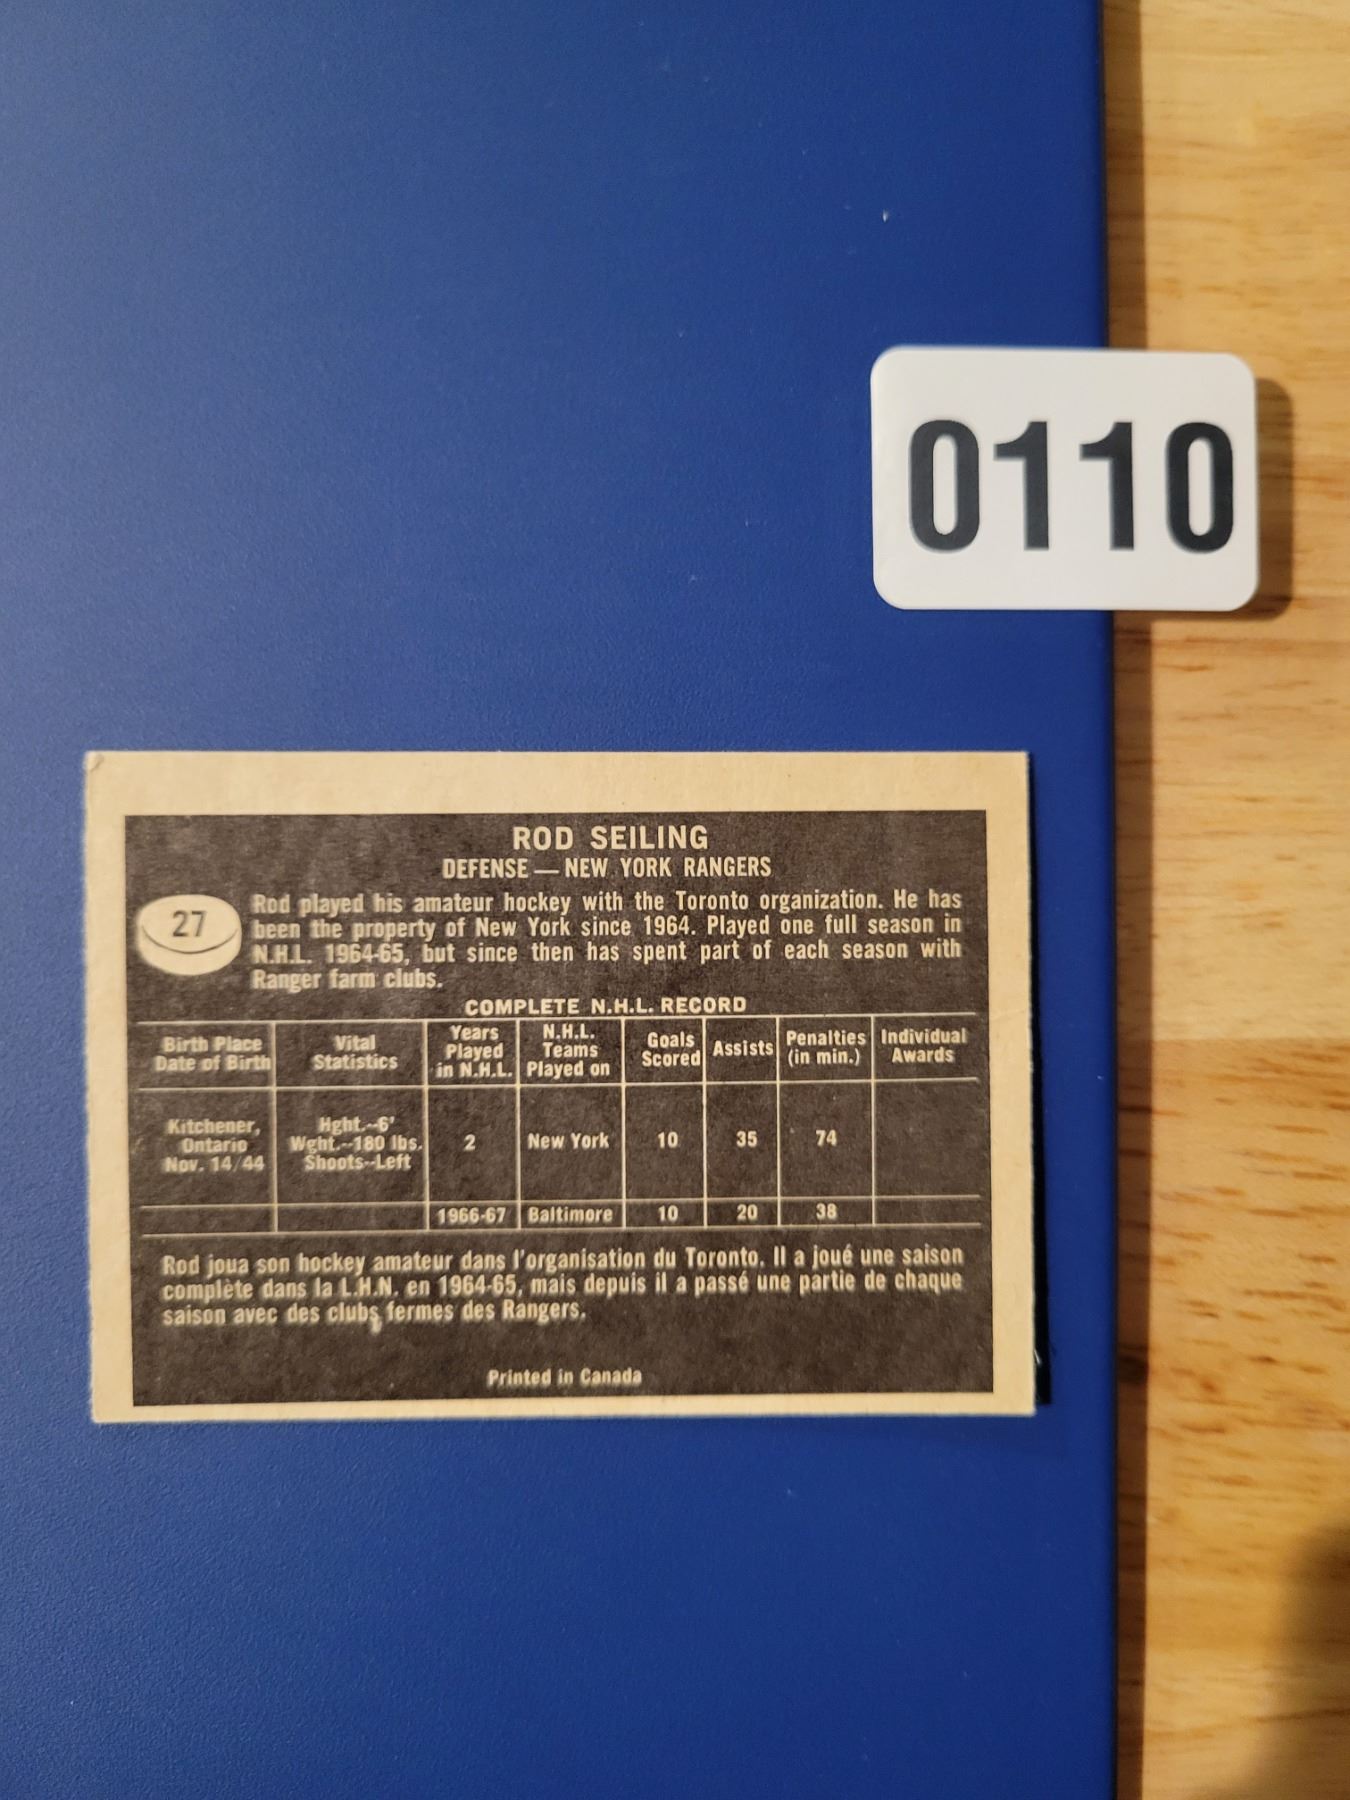 0110
ROD SEILING
DEFENSE — NEW YORK RANGERS
27
Rod played his amateur hockey with the Toronto organization. He has
been the property of New York since 1964. Played one full season in
N.H.L. 1964-65, but since then has spent part of each season with
Ranger farm clubs.
COMPLETE N.H.L. RECORD
Birth Place
Date of Birth
Vital
Statistics
Years
Played
in N.H.L.
N.H.L.
Teams
Played on
Goals
Scored
Assists
Penalties
(in min.)
Individual
Awards
Kitchener,
Ontario
Nov. 14/44
Hght.--6'
Wght.--180 lbs.
Shoots--Left
2
New York
10
35
74
1966-67
Baltimore
10
20
38
Rod joua son hockey amateur dans l'organisation du Toronto. Il a joué une saison
complète dans la L.H.N. en 1964-65, mais depuis il a passé une partie de chaque
saison avec des clubs fermes des Rangers.
Printed in Canada